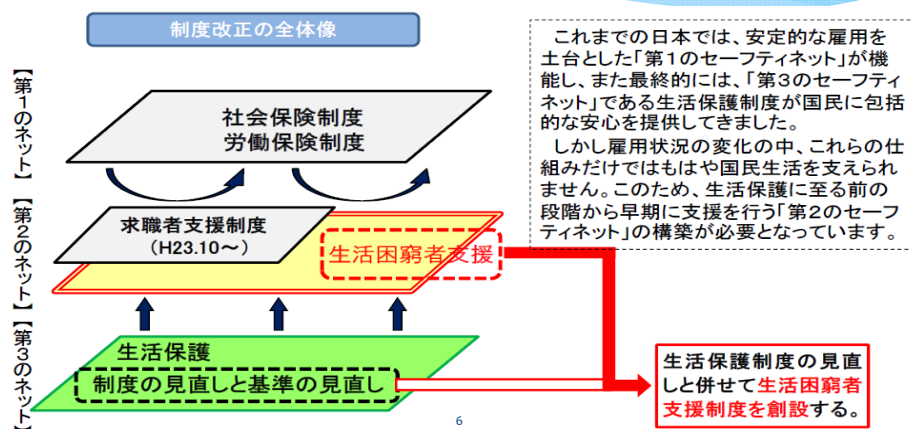 制度改正の全体像
これまでの日本では、安定的な雇用を
土台とした「第1のセーフティネット」が機
能し、また最終的には、「第3のセーフティ
ネット」である生活保護制度が国民に包括
的な安心を提供してきました。
しかし雇用状況の変化の中、これらの仕
組みだけではもはや国民生活を支えられ
ません。このため、生活保護に至る前の
段階から早期に支援を行う「第2のセーフ
ティネット」の構築が必要となっています。
【第1のネット】
社会保険制度
労働保険制度
【第2のネット】
求職者支援制度
(H23.10～)
生活困窮者支援
【第3のネット】
生活保護
制度の見直しと基準の見直し
生活保護制度の見直
しと併せて生活困窮者
支援制度を創設する。
6